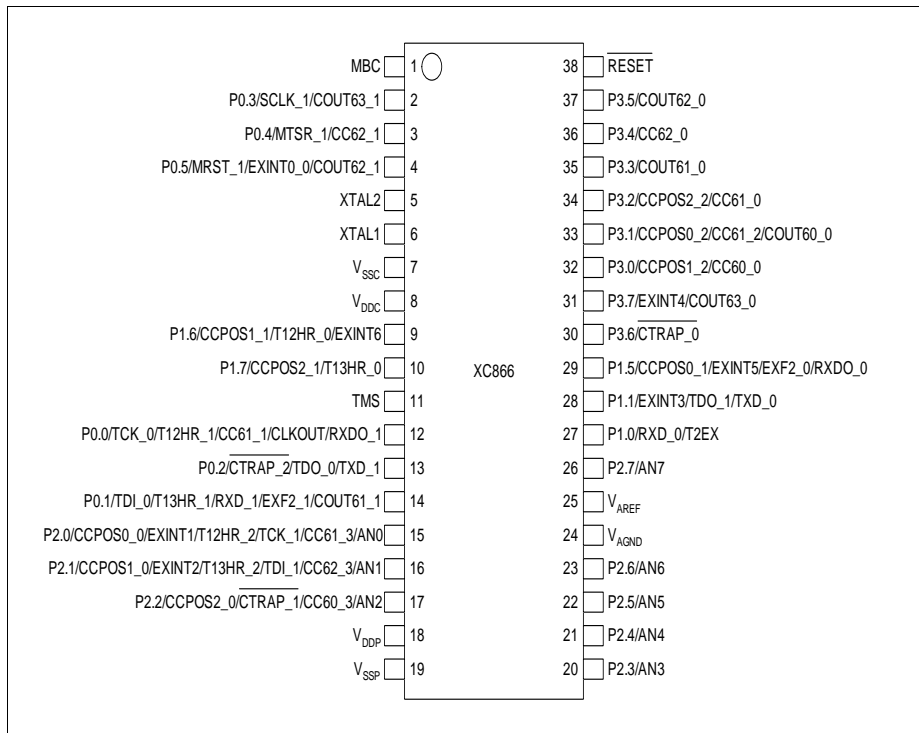 MBC 1
P0.3/SCLK_1/COUT63_1 2
P0.4/MTSR_1/CC62_1 3
P0.5/MRST_1/EXINT0_0/COUT62_1 4
XTAL2 5
XTAL1 6
VSSC 7
VDDC 8
P1.6/CCPOS1_1/T12HR_0/EXINT6 9
P1.7/CCPOS2_1/T13HR_0 10
TMS 11
P0.0/TCK_0/T12HR_1/CC61_1/CLKOUT/RXDO_1 12
P0.2/CTRAP_2/TDO_0/TXD_1 13
P0.1/TDI_0/T13HR_1/RXD_1/EXF2_1/COUT61_1 14
P2.0/CCPOS0_0/EXINT1/T12HR_2/TCK_1/CC61_3/AN0 15
P2.1/CCPOS1_0/EXINT2/T13HR_2/TDI_1/CC62_3/AN1 16
P2.2/CCPOS2_0/CTRAP_1/CC60_3/AN2 17
VDDP 18
VSSP 19
XC866
38 RESET
37 P3.5/COUT62_0
36 P3.4/CC62_0
35 P3.3/COUT61_0
34 P3.2/CCPOS2_2/CC61_0
33 P3.1/CCPOS0_2/CC61_2/COUT60_0
32 P3.0/CCPOS1_2/CC60_0
31 P3.7/EXINT4/COUT63_0
30 P3.6/CTRAP_0
29 P1.5/CCPOS0_1/EXINT5/EXF2_0/RXDO_0
28 P1.1/EXINT3/TDO_1/TXD_0
27 P1.0/RXD_0/T2EX
26 P2.7/AN7
25 VAREF
24 VAGND
23 P2.6/AN6
22 P2.5/AN5
21 P2.4/AN4
20 P2.3/AN3